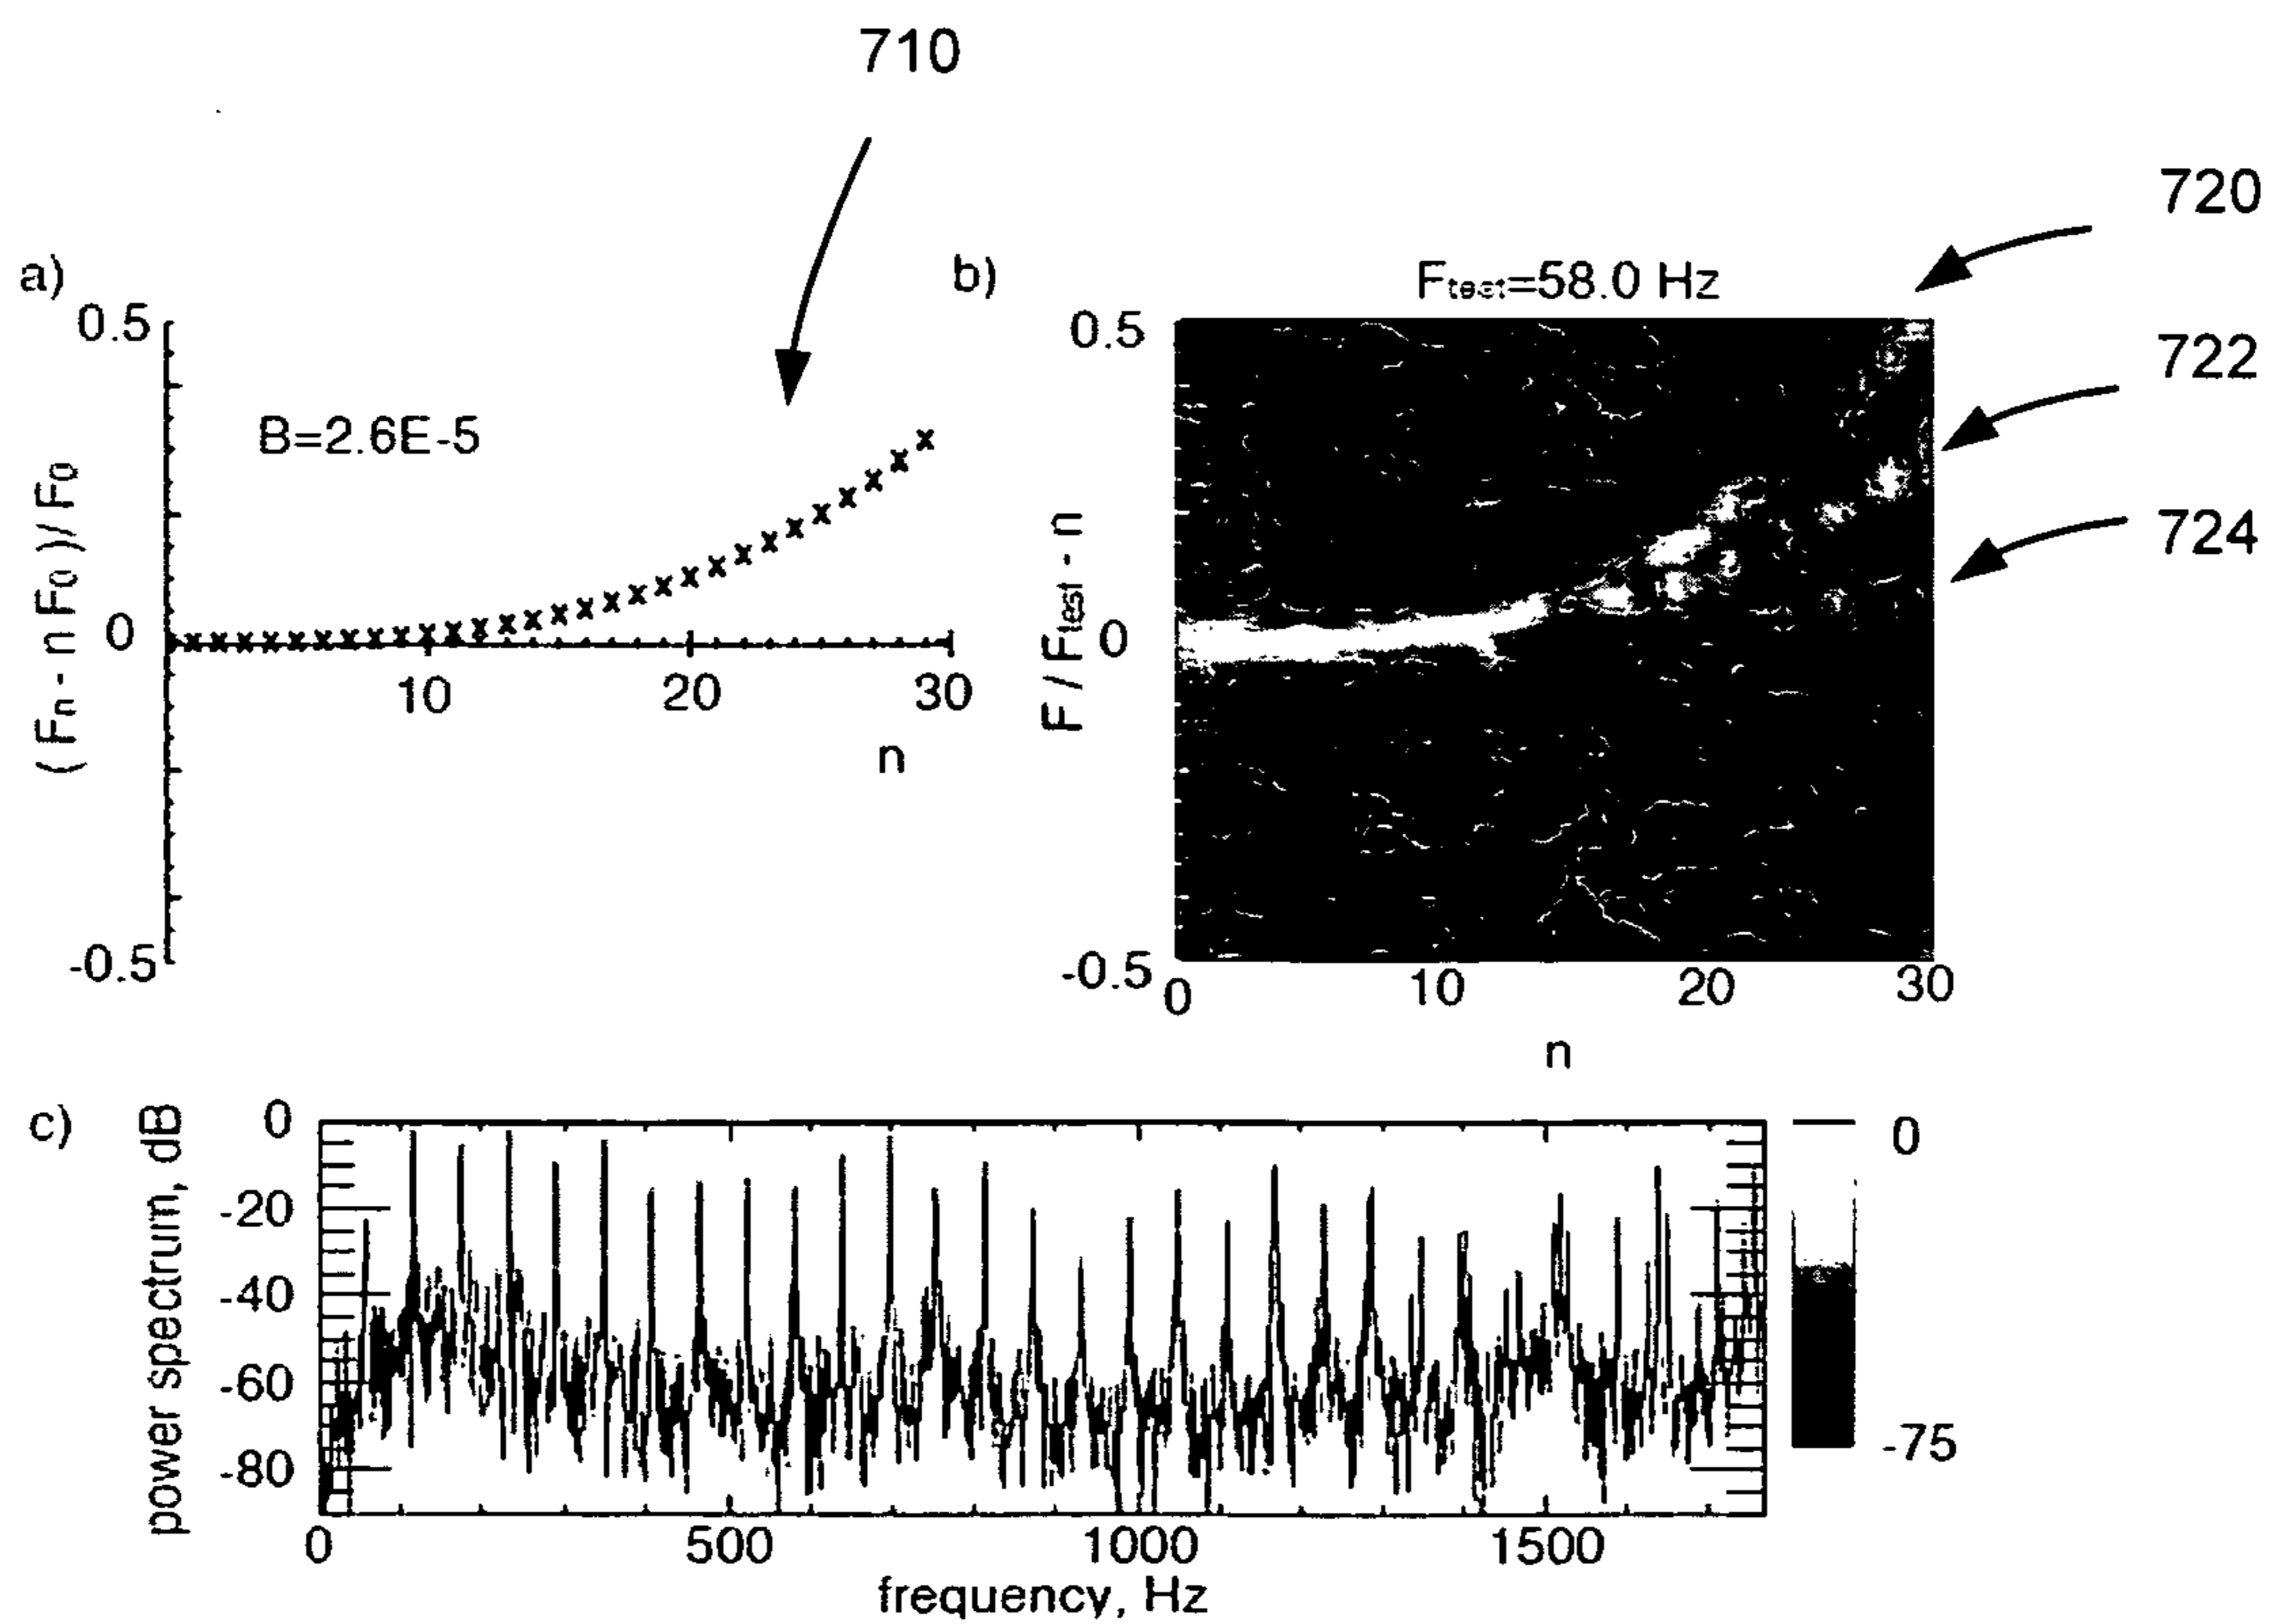 710
720
722
724
a)
0.5
0
-0.5
(Fn - n F0 ) / F0
B=2.6E-5
10
20
30
n
b)
Ftest=58.0 Hz
0.5
0
-0.5
F / Ftest - n
0
10
20
30
n
c)
power spectrum, dB
0
-20
-40
-60
-80
0
500
1000
1500
frequency, Hz
0
-75